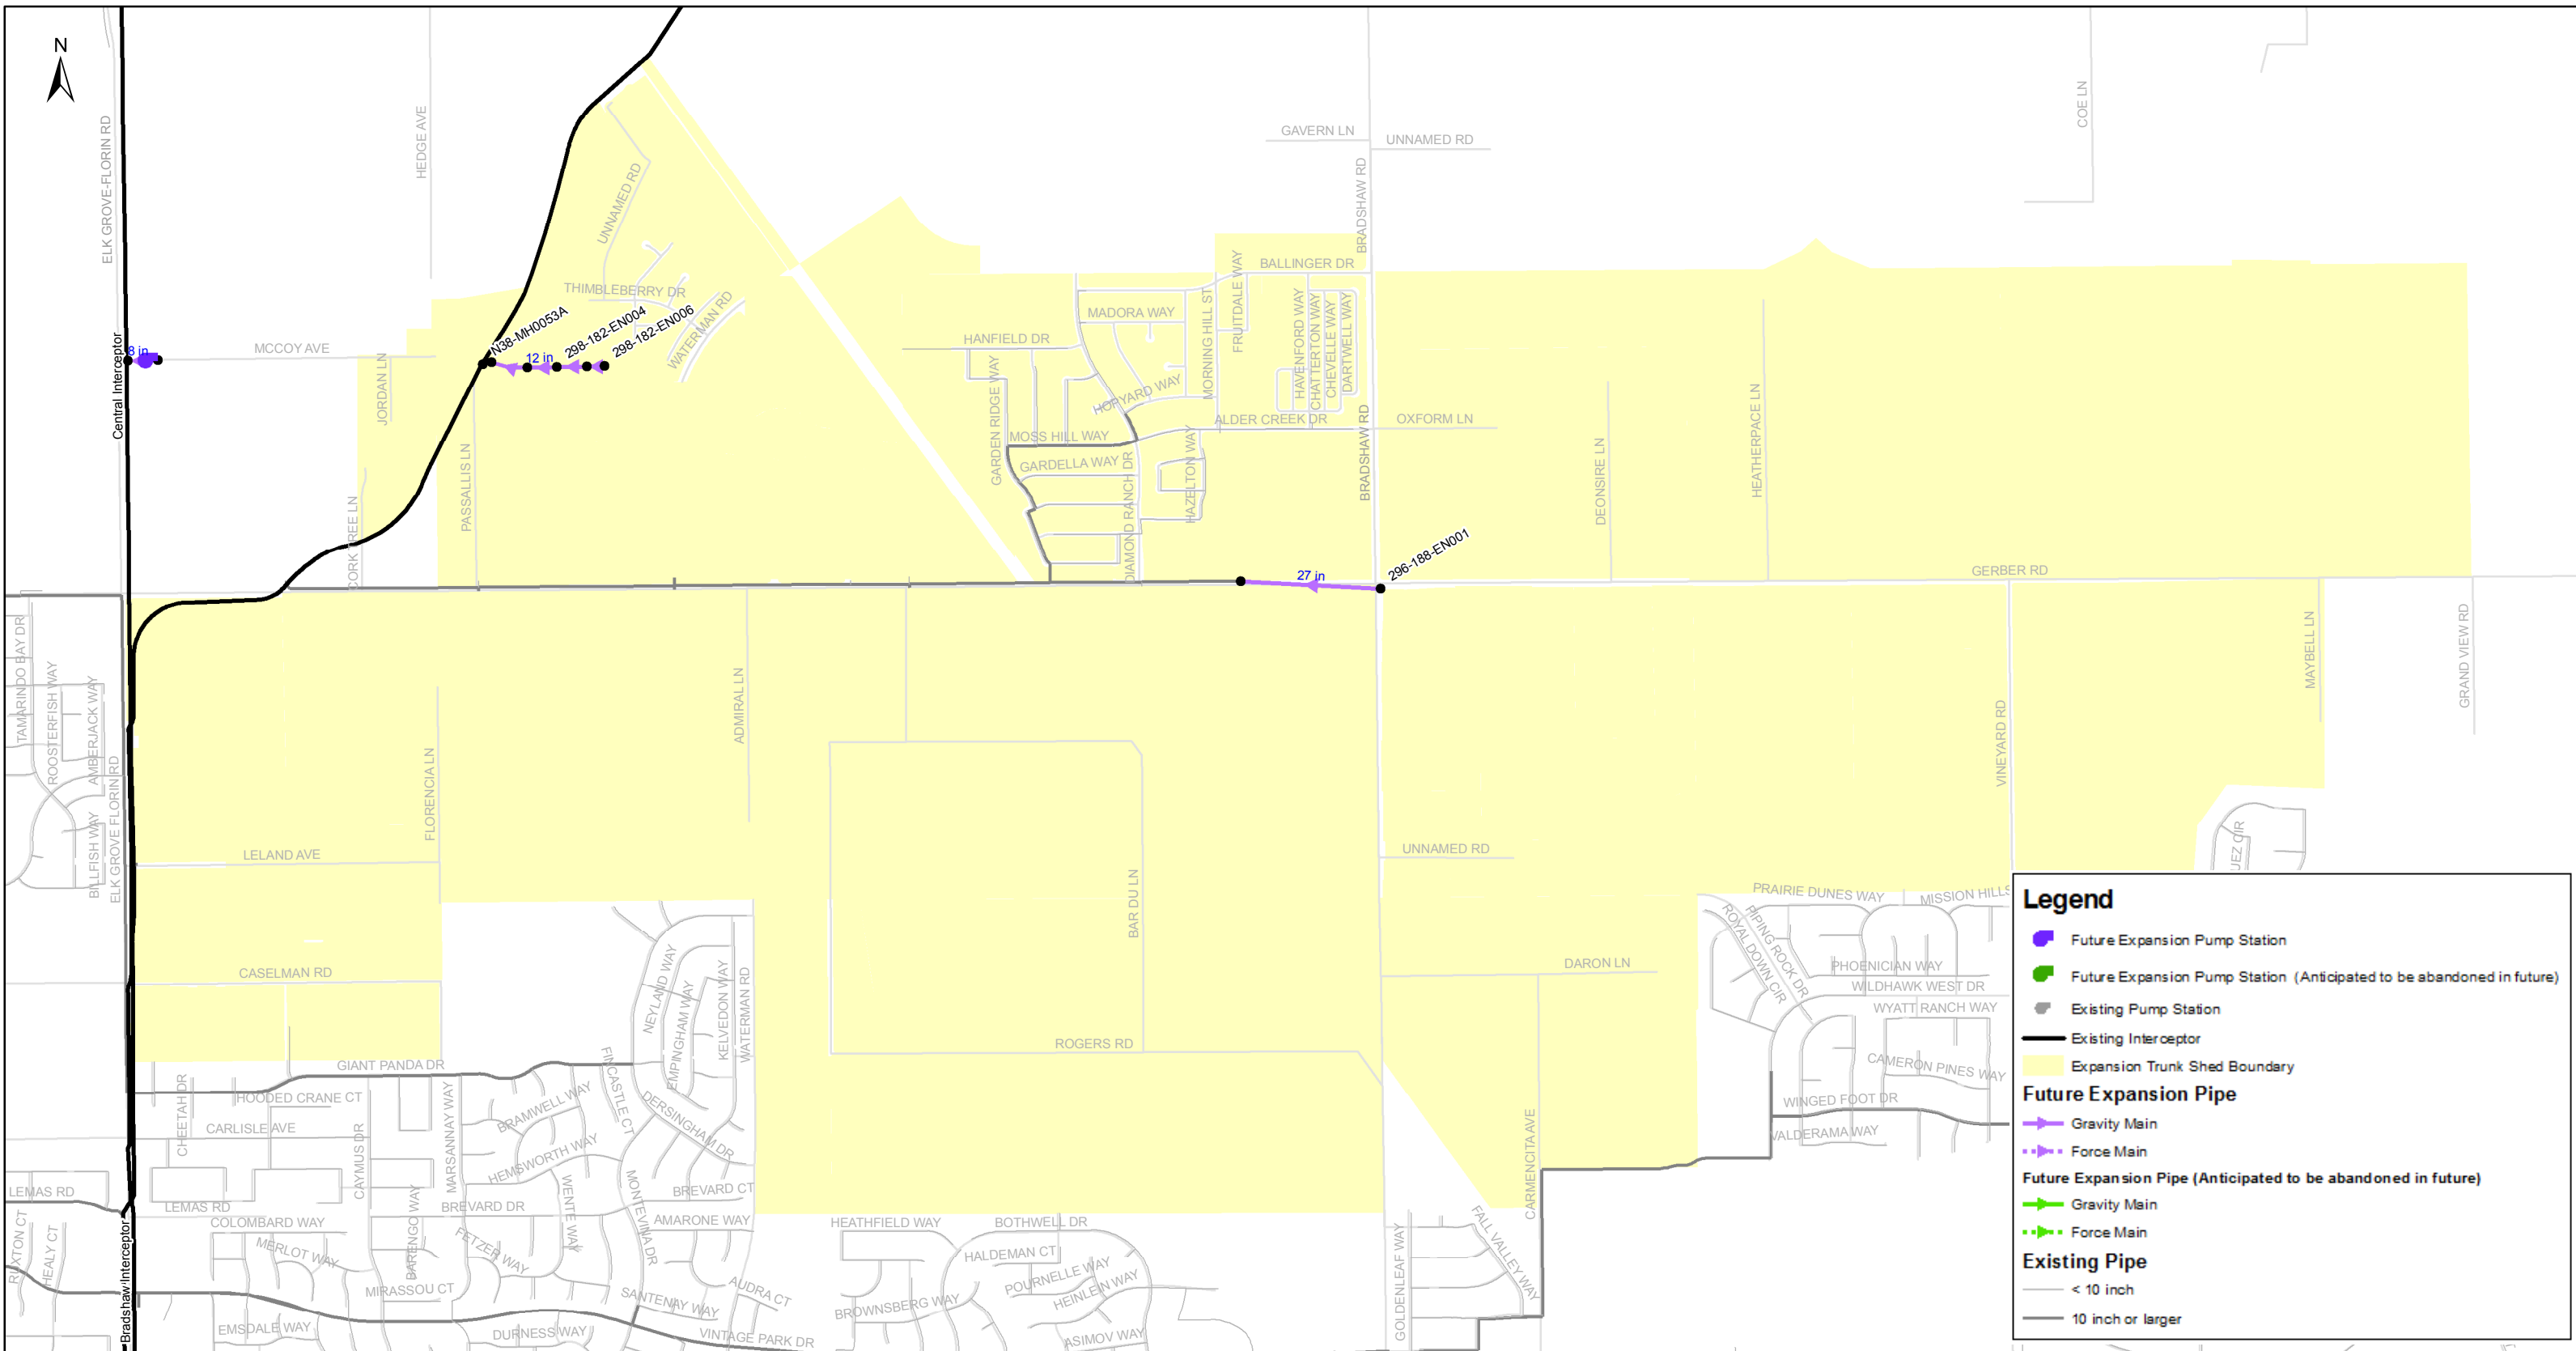 N
ELK GROVE-FLORIN RD
HEDGE AVE
COE LN
GAVERN LN
UNNAMED RD
BRADSHAW RD
UNNAMED RD
THIMBLEBERRY DR
WATERMAN RD
BALLINGER DR
FRUITDALE WAY
MADORA WAY
MORNING HILL ST
HAVENFORD WAY
CHATTERTON WAY
CHEVELLE WAY
DARTWELL WAY
N38-MH0053A
298-182-EN004
298-182-EN006
12 in
8 in
MCCOY AVE
Central Interceptor
JORDAN LN
HANFIELD DR
GARDEN RIDGE WAY
HOPYARD WAY
ALDER CREEK DR
OXFORM LN
MOSS HILL WAY
GARDELLA WAY
DIAMOND RANCH DR
HAZELTON WAY
BRADSHAW RD
DEONSIRE LN
HEATHERPACE LN
PASSALLIS LN
CORK TREE LN
27 in
296-188-EN001
GERBER RD
TAMARINDO BAY DR
ROOSTERFISH WAY
AMBERJACK WAY
BILLFISH WAY
ELK GROVE FLORIN RD
FLORENCIA LN
ADMIRAL LN
VINEYARD RD
MAYBELL LN
GRAND VIEW RD
LELAND AVE
UNNAMED RD
UEZ CIR
BAR DU LN
CASELMAN RD
NEYLAND WAY
EMPINGHAM WAY
KELVEDON WAY
WATERMAN RD
DARON LN
PRAIRIE DUNES WAY
MISSION HILLS
ROYAL DOWN CIR
PIPING ROCK DR
PHOENICIAN WAY
WILDHAWK WEST DR
WYATT RANCH WAY
CAMERON PINES WAY
WINGED FOOT DR
VALDERAMA WAY
ROGERS RD
GIANT PANDA DR
CHEETAH DR
HOODED CRANE CT
CARLISLE AVE
CAYMUS DR
MARSANNAY WAY
BRAMWELL WAY
FINCASTLE CT
DERSINGHAM DR
HEMSWORTH WAY
CARMENCITA AVE
LEMAS RD
LEMAS RD
BREVARD DR
BREVARD CT
WENTE WAY
MONTEVINA DR
AMARONE WAY
COLOMBARD WAY
MERLOT WAY
BARENGO WAY
FETZER WAY
MIRASSOU CT
RUXTON CT
HEALY CT
Bradshaw Interceptor
EMSDALE WAY
DURNESS WAY
SANTENAY WAY
AUDRA CT
VINTAGE PARK DR
HEATHFIELD WAY
BOTHWELL DR
HALDEMAN CT
POURNELLE WAY
HEINLEIN WAY
BROWNSBERG WAY
ASIMOV WAY
GOLDENLEAF WAY
FALL VALLEY WAY
Legend
Future Expansion Pump Station
Future Expansion Pump Station (Anticipated to be abandoned in future)
Existing Pump Station
Existing Interceptor
Expansion Trunk Shed Boundary
Future Expansion Pipe
Gravity Main
Force Main
Future Expansion Pipe (Anticipated to be abandoned in future)
Gravity Main
Force Main
Existing Pipe
< 10 inch
10 inch or larger